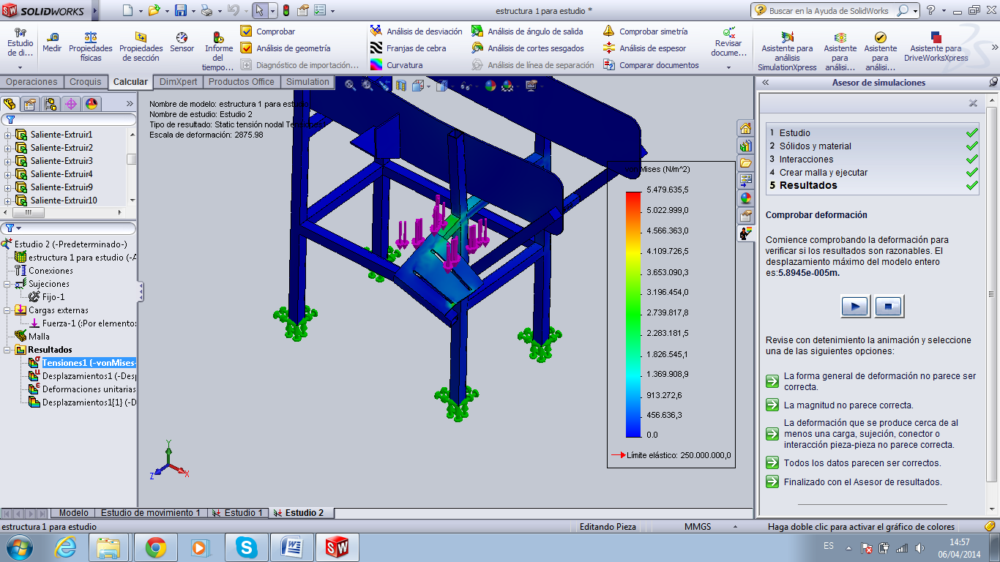 SOLIDWORKS
estructura 1 para estudio *
Buscar en la Ayuda de SolidWorks
Estudio de di...
Medir
Propiedades físicas
Propiedades de sección
Sensor
Informe del tiempo...
Comprobar
Análisis de geometría
Diagnóstico de importación...
Análisis de desviación
Franjas de cebra
Curvatura
Análisis de ángulo de salida
Análisis de cortes sesgados
Análisis de línea de separación
Comprobar simetría
Análisis de espesor
Comparar documentos
Revisar docume...
Asistente para análisis SimulationXpress
Asistente para análisi...
Asistente para análisi...
Asistente para DriveWorksXpress
Operaciones
Croquis
Calcular
DimXpert
Productos Office
Simulation
Saliente-Extruir1
Saliente-Extruir2
Saliente-Extruir3
Saliente-Extruir4
Saliente-Extruir9
Saliente-Extruir10
Estudio 2 (-Predeterminado-)
estructura 1 para estudio (-A
Conexiones
Sujeciones
Fijo-1
Cargas externas
Fuerza-1 (:Por elemento:
Malla
Resultados
Tensiones1 (-vonMises-
Desplazamientos1 (-Desp
Deformaciones unitarias
Desplazamientos1{1} (-D
Nombre de modelo: estructura 1 para estudio
Nombre de estudio: Estudio 2
Tipo de resultado: Static tensión nodal Tensiones
Escala de deformación: 2875.98
von Mises (N/m^2)
5.479.635,5
5.022.999,0
4.566.363,0
4.109.726,5
3.653.090,3
3.196.454,0
2.739.817,8
2.283.181,5
1.826.545,1
1.369.908,9
913.272,6
456.636,3
0.0
Límite elástico: 250.000.000,0
Y
X
Z
Asesor de simulaciones
1 Estudio
2 Sólidos y material
3 Interacciones
4 Crear malla y ejecutar
5 Resultados
Comprobar deformación
Comience comprobando la deformación para
verificar si los resultados son razonables. El
desplazamiento máximo del modelo entero
es:5.8945e-005m.
Revise con detenimiento la animación y seleccione
una de las siguientes opciones:
La forma general de deformación no parece ser
correcta.
La magnitud no parece correcta.
La deformación que se produce cerca de al
menos una carga, sujeción, conector o
interacción pieza-pieza no parece correcta.
Todos los datos parecen ser correctos.
Finalizado con el Asesor de resultados.
Modelo
Estudio de movimiento 1
Estudio 1
Estudio 2
estructura 1 para estudio
Editando Pieza
MMGS
Haga doble clic para activar el gráfico de colores
ES
14:57
06/04/2014